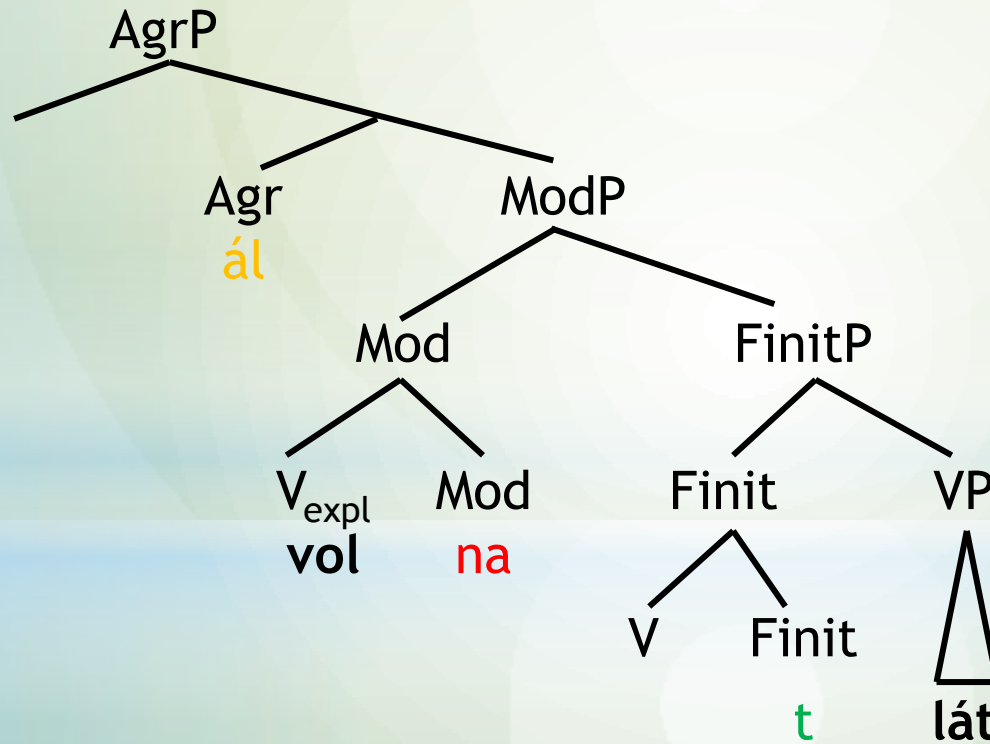 AgrP
Agr ModP
ál
Mod FinitP
Vexpl Mod Finit VP
vol na
V Finit
t lát